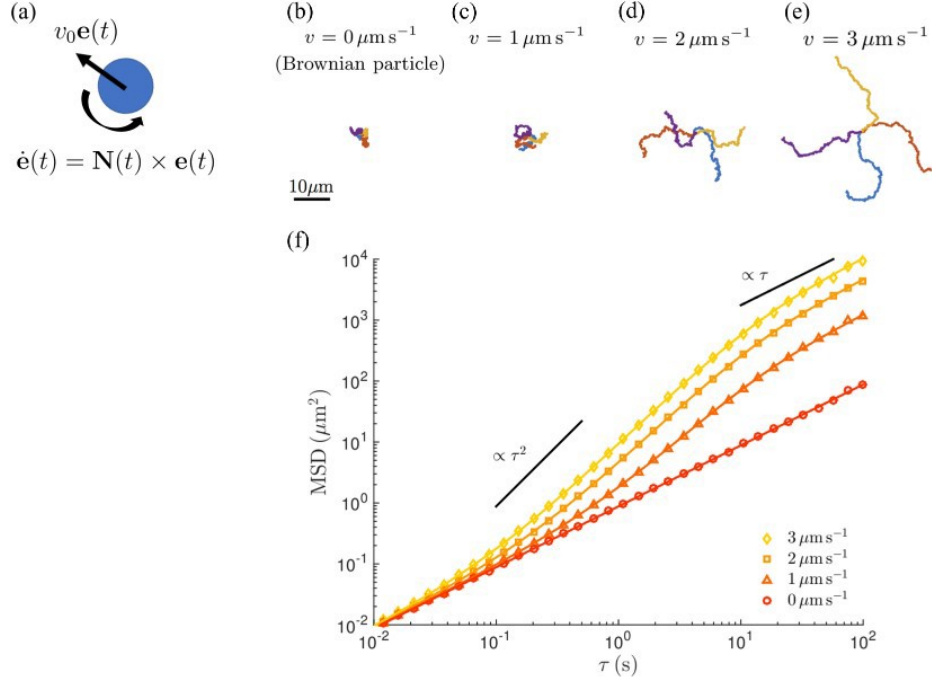 (a)
v₀e(t)
ė(t) = N(t) × e(t)
(b)
v = 0 μm s⁻¹
(Brownian particle)
(c)
v = 1 μm s⁻¹
(d)
v = 2 μm s⁻¹
(e)
v = 3 μm s⁻¹
10μm
(f)
MSD (μm²)
10⁴
10³
10²
10¹
10⁰
10⁻¹
10⁻²
∝ τ²
∝ τ
3 μm s⁻¹
2 μm s⁻¹
1 μm s⁻¹
0 μm s⁻¹
10⁻² 10⁻¹ 10⁰ 10¹ 10²
τ (s)